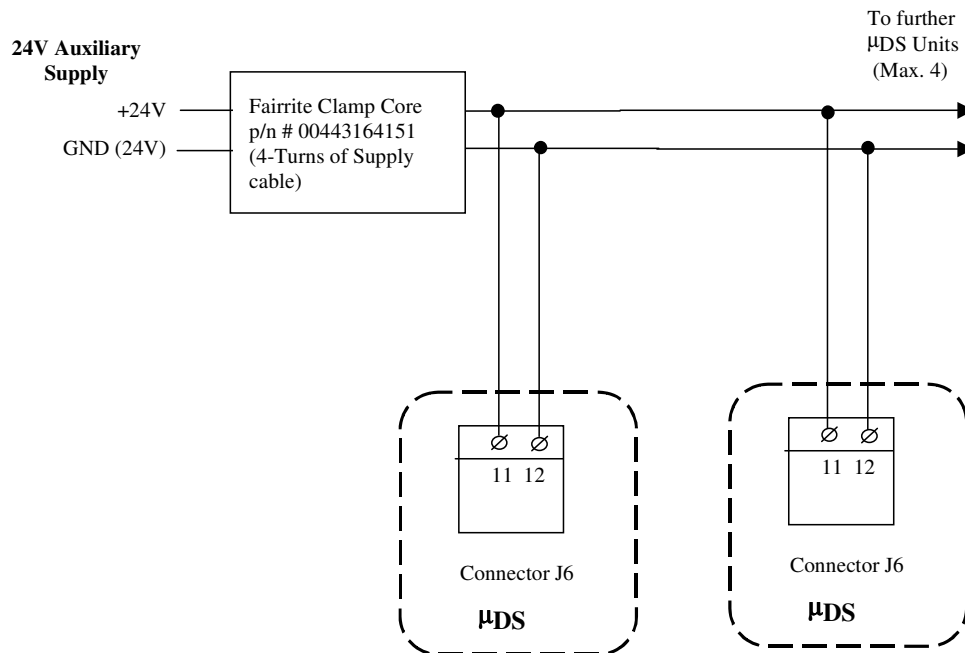 To further
µDS Units
(Max. 4)
24V Auxiliary
Supply
+24V
GND (24V)
Fairrite Clamp Core
p/n # 00443164151
(4-Turns of Supply
cable)
11 12
Connector J6
µDS
11 12
Connector J6
µDS